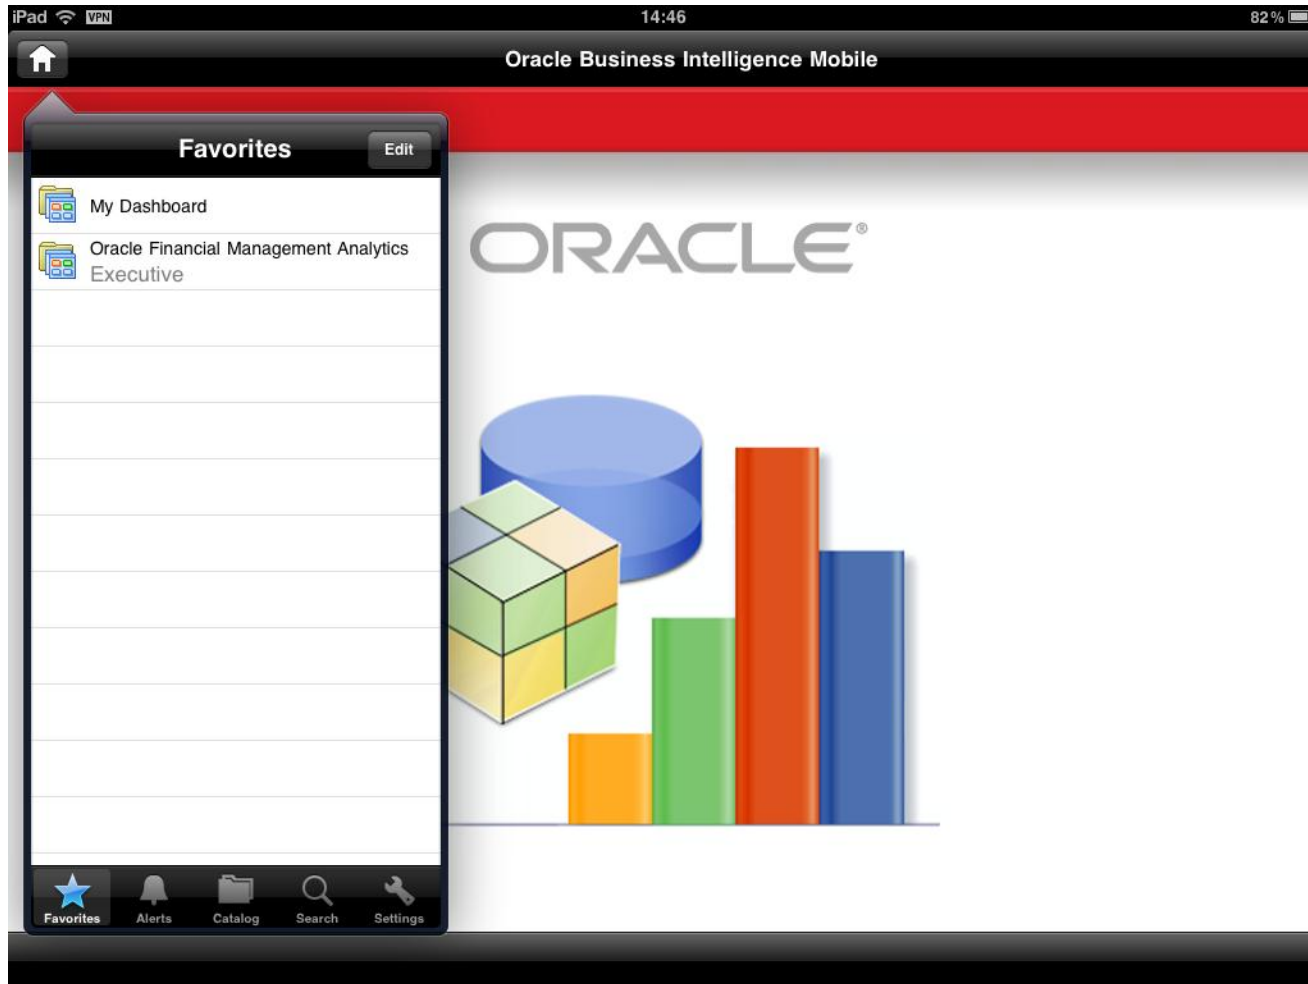 iPad VPN 14:46 82%
Oracle Business Intelligence Mobile
Favorites Edit
My Dashboard
Oracle Financial Management Analytics
Executive
ORACLE®
Favorites Alerts Catalog Search Settings